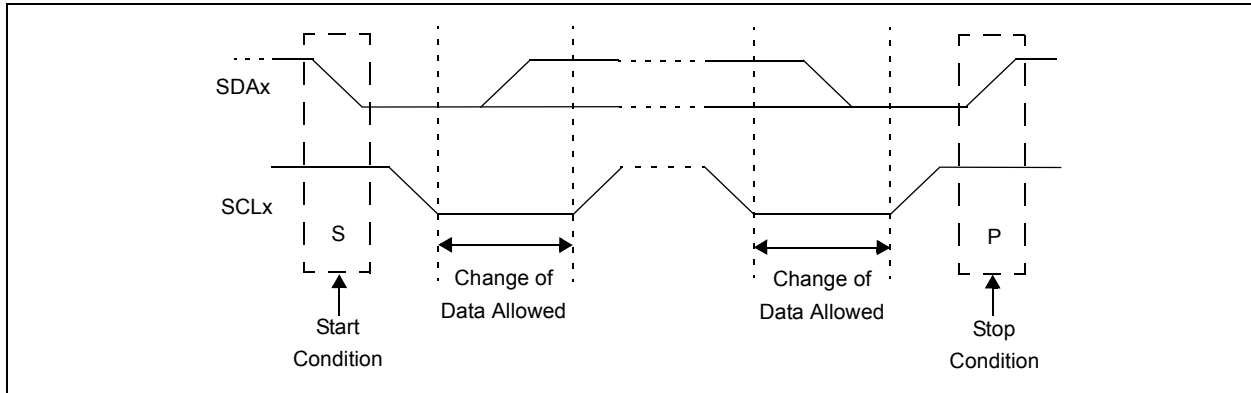 SDAx
SCLx
S
P
Change of
Data Allowed
Change of
Data Allowed
Start
Condition
Stop
Condition